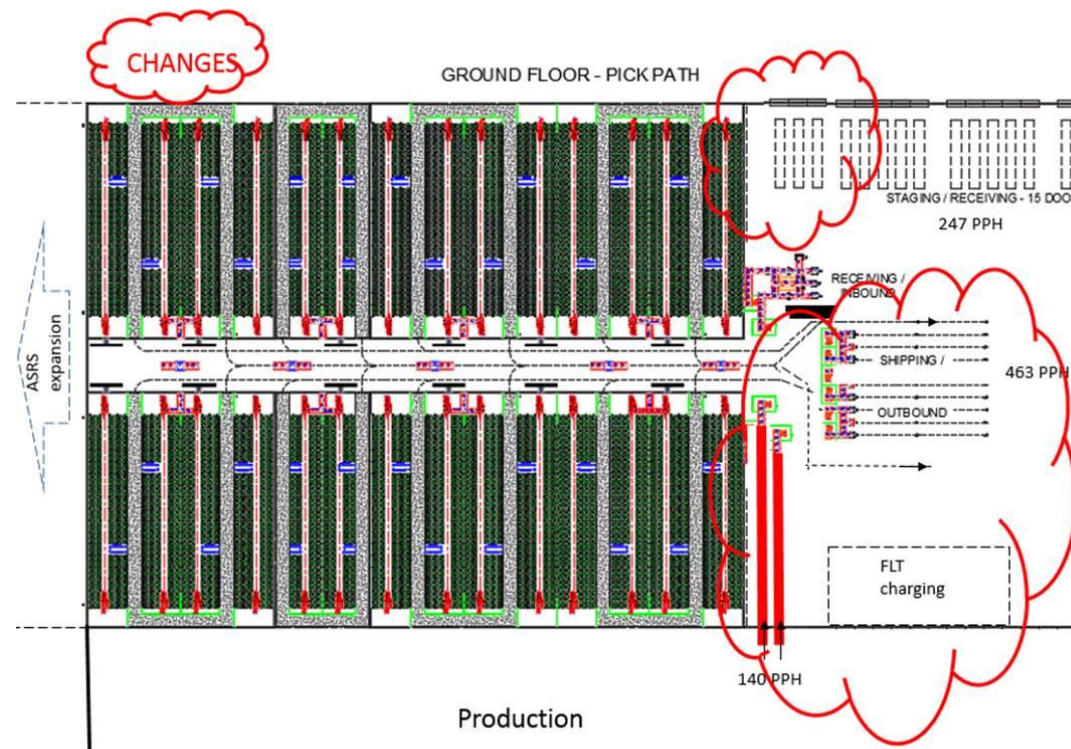 CHANGES
GROUND FLOOR - PICK PATH
STAGING / RECEIVING - 15 DOO
247 PPH
RECEIVING /
INBOUND
ASRS
expansion
SHIPPING /
463 PPH
OUTBOUND
FLT
charging
140 PPH
Production